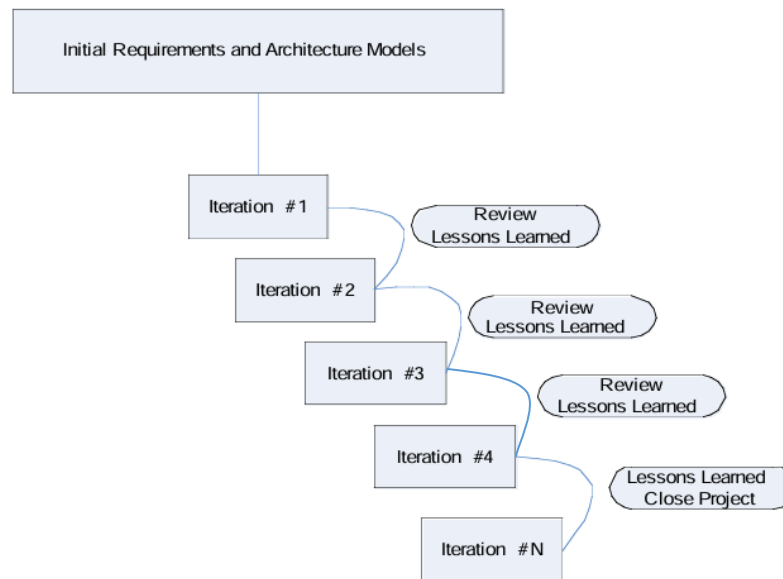 Initial Requirements and Architecture Models
Iteration #1
Review
Lessons Learned
Iteration #2
Review
Lessons Learned
Iteration #3
Review
Lessons Learned
Iteration #4
Lessons Learned
Close Project
Iteration #N